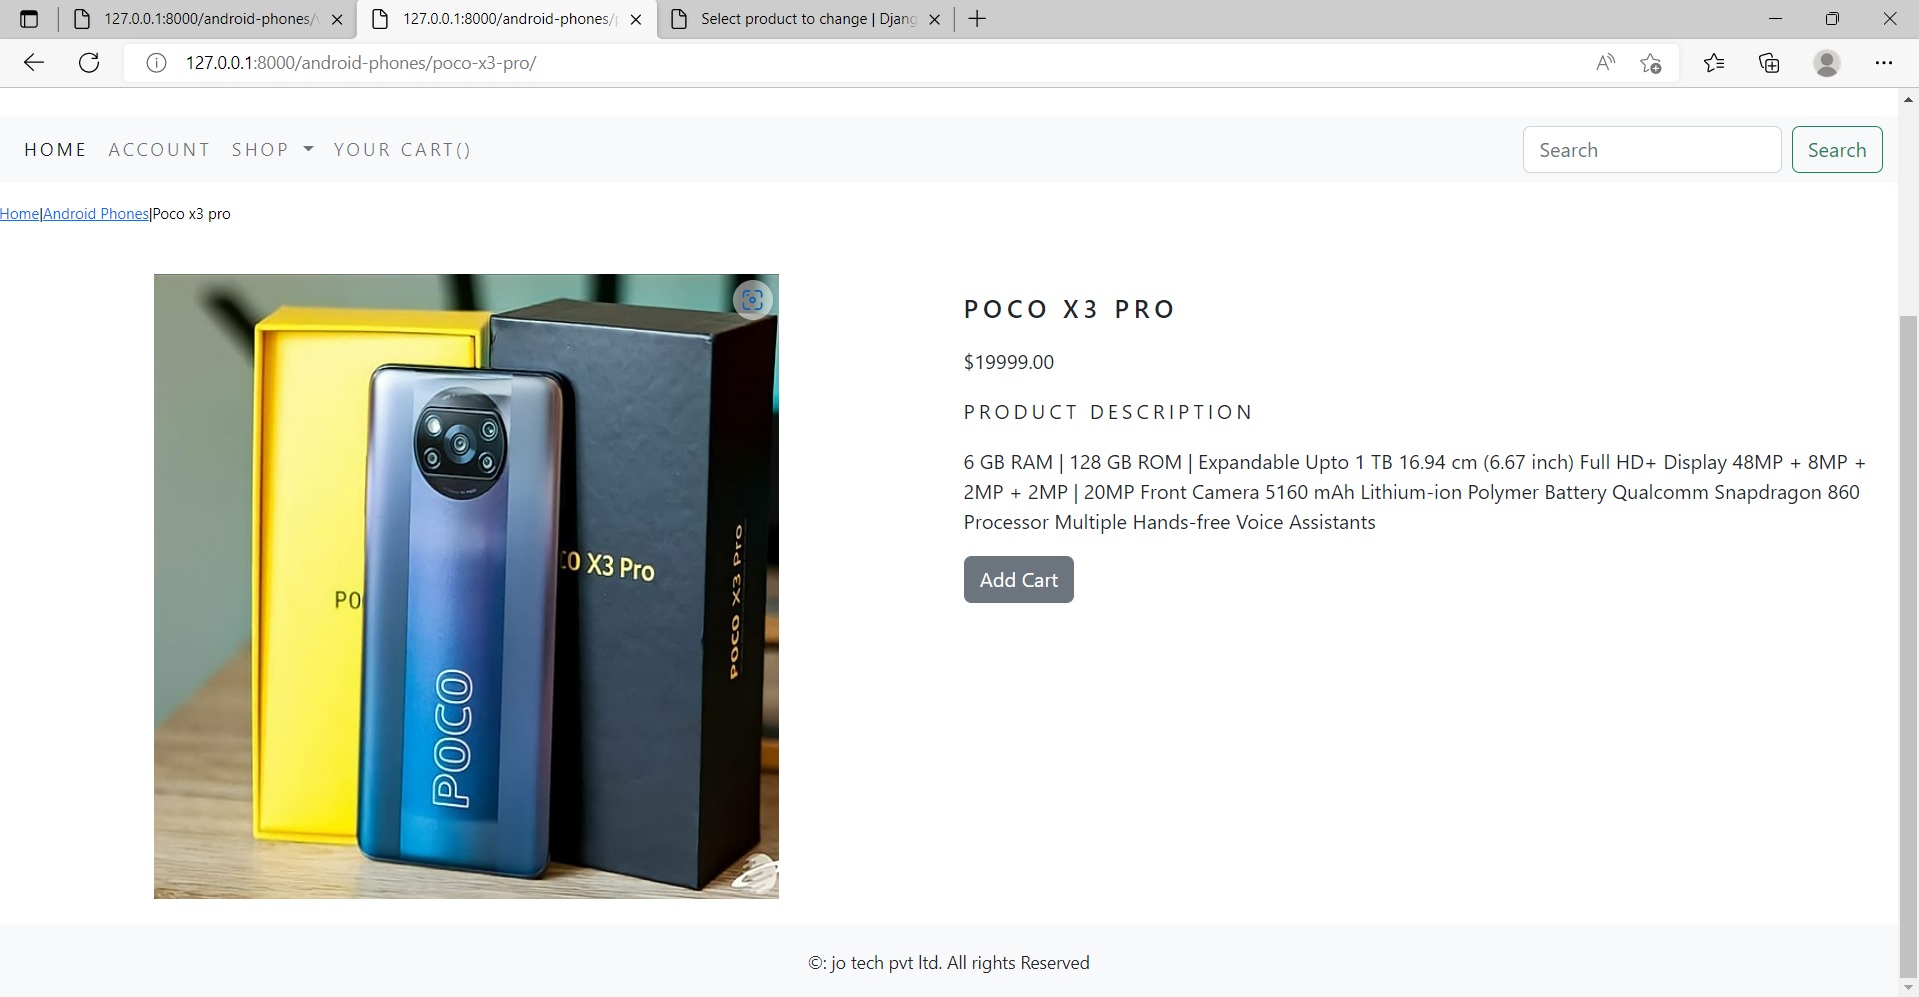 127.0.0.1:8000/android-phones/
127.0.0.1:8000/android-phones/p
Select product to change | Djang
127.0.0.1:8000/android-phones/poco-x3-pro/
HOME ACCOUNT SHOP YOUR CART()
Search
Search
Home|Android Phones|Poco x3 pro
PO
CO X3 Pro
POCO X3 Pro
POCO
POCO X3 PRO
$19999.00
PRODUCT DESCRIPTION
6 GB RAM | 128 GB ROM | Expandable Upto 1 TB 16.94 cm (6.67 inch) Full HD+ Display 48MP + 8MP +
2MP + 2MP | 20MP Front Camera 5160 mAh Lithium-ion Polymer Battery Qualcomm Snapdragon 860
Processor Multiple Hands-free Voice Assistants
Add Cart
©: jo tech pvt ltd. All rights Reserved